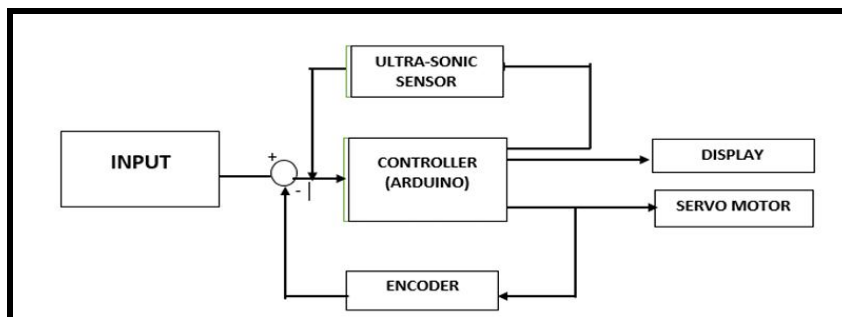 ULTRA-SONIC
SENSOR
INPUT
+
- |
CONTROLLER
(ARDUINO)
DISPLAY
SERVO MOTOR
ENCODER